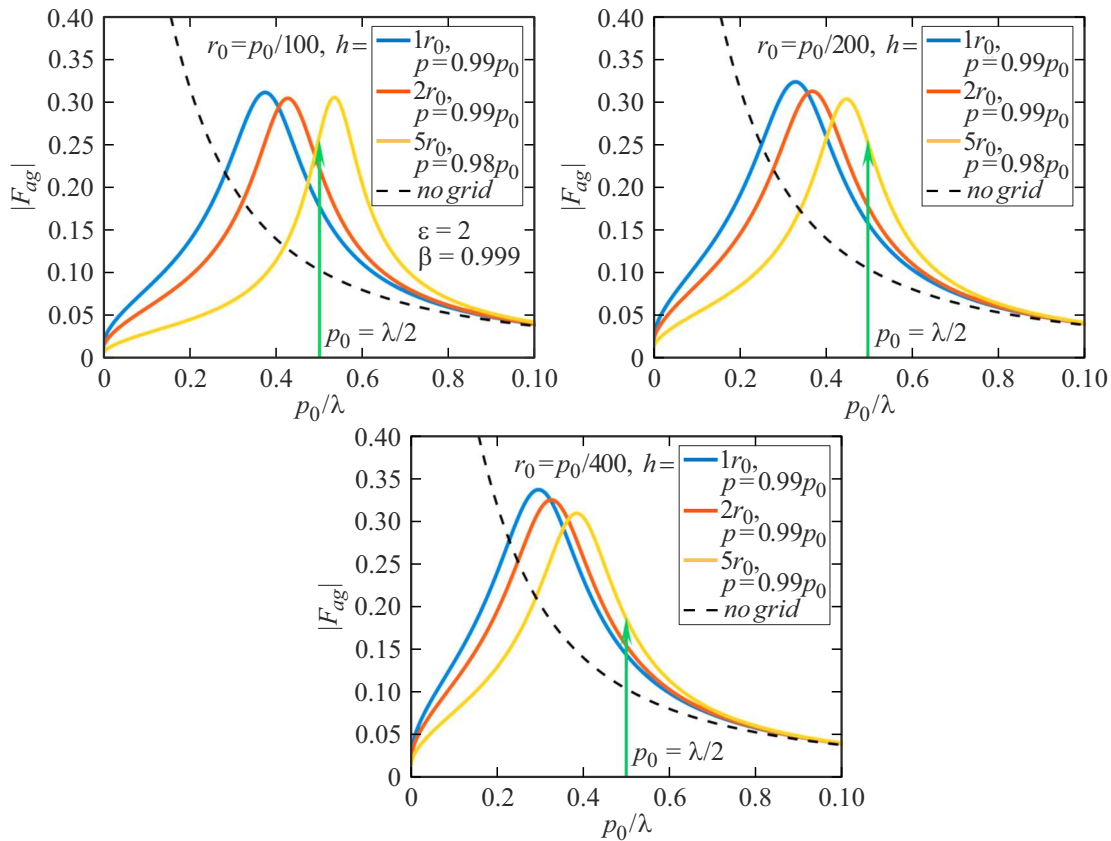 0.40
0.35
0.30
0.25
0.20
0.15
0.10
0.05
0
|F_ag|
r₀=p₀/100, h=
1r₀,
p=0.99p₀
2r₀,
p=0.99p₀
5r₀,
p=0.98p₀
no grid
ε = 2
β = 0.999
p₀ = λ/2
0 0.2 0.4 0.6 0.8 0.10
p₀/λ
0.40
0.35
0.30
0.25
0.20
0.15
0.10
0.05
0
|F_ag|
r₀=p₀/200, h=
1r₀,
p=0.99p₀
2r₀,
p=0.99p₀
5r₀,
p=0.98p₀
no grid
p₀ = λ/2
0 0.2 0.4 0.6 0.8 0.10
p₀/λ
0.40
0.35
0.30
0.25
0.20
0.15
0.10
0.05
0
|F_ag|
r₀=p₀/400, h=
1r₀,
p=0.99p₀
2r₀,
p=0.99p₀
5r₀,
p=0.99p₀
no grid
p₀ = λ/2
0 0.2 0.4 0.6 0.8 0.10
p₀/λ